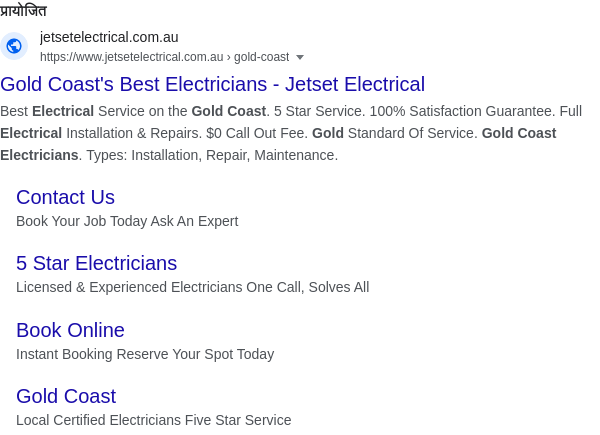 प्रायोजित
jetsetelectrical.com.au
https://www.jetsetelectrical.com.au › gold-coast
Gold Coast's Best Electricians - Jetset Electrical
Best Electrical Service on the Gold Coast. 5 Star Service. 100% Satisfaction Guarantee. Full
Electrical Installation & Repairs. $0 Call Out Fee. Gold Standard Of Service. Gold Coast
Electricians. Types: Installation, Repair, Maintenance.
Contact Us
Book Your Job Today Ask An Expert
5 Star Electricians
Licensed & Experienced Electricians One Call, Solves All
Book Online
Instant Booking Reserve Your Spot Today
Gold Coast
Local Certified Electricians Five Star Service